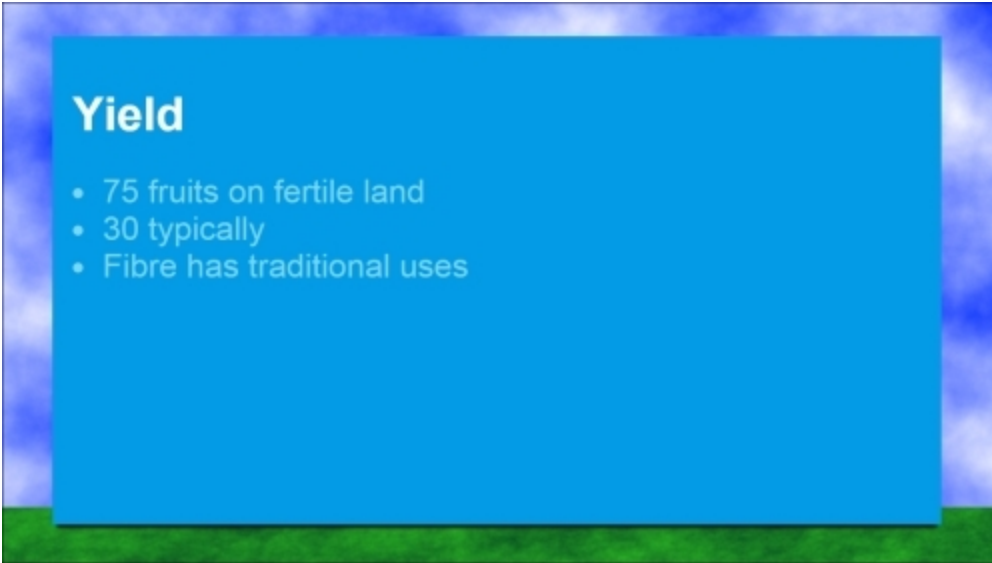 Yield
• 75 fruits on fertile land
• 30 typically
• Fibre has traditional uses